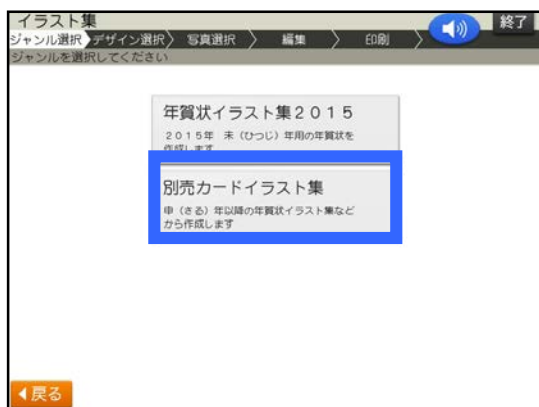 イラスト集
終了
ジャンル選択 デザイン選択 写真選択 編集 印刷
ジャンルを選択してください
年賀状イラスト集2015
2015年 未（ひつじ）年用の年賀状を
作成します
別売カードイラスト集
申（さる）年以降の年賀状イラスト集など
から作成します
戻る